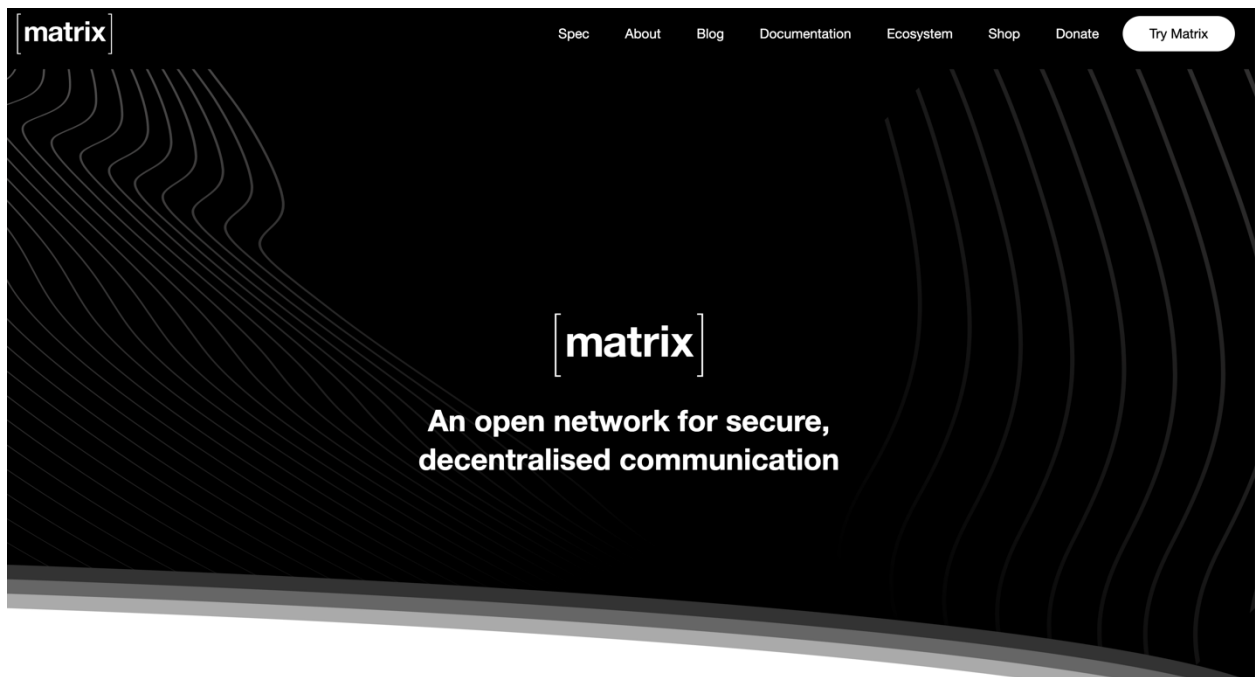 [matrix]
Spec About Blog Documentation Ecosystem Shop Donate Try Matrix
[matrix]
An open network for secure,
decentralised communication